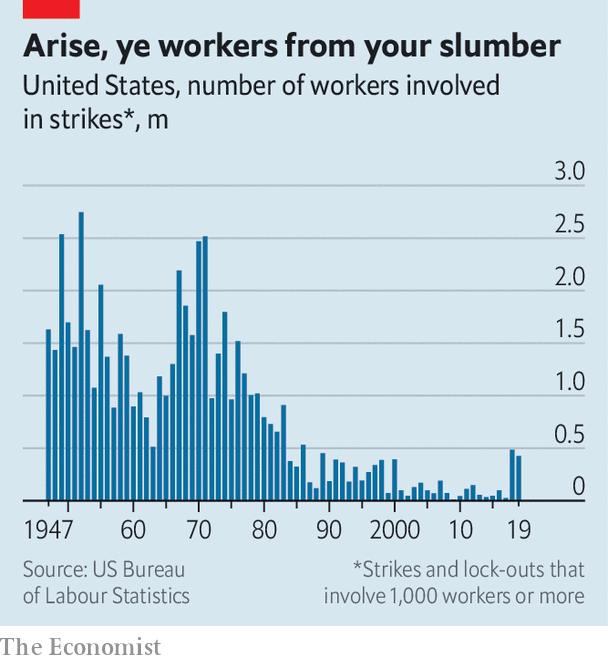 Arise, ye workers from your slumber
United States, number of workers involved
in strikes*, m
3.0
2.5
2.0
1.5
1.0
0.5
0
1947 60 70 80 90 2000 10 19
Source: US Bureau
of Labour Statistics
*Strikes and lock-outs that
involve 1,000 workers or more
The Economist